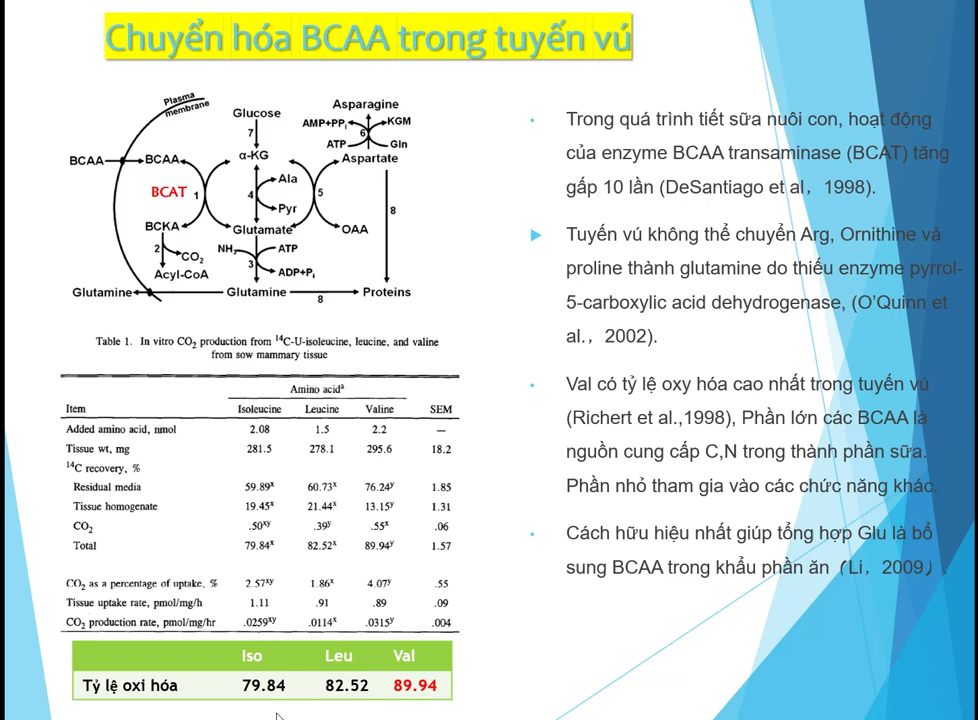 Chuyển hóa BCAA trong tuyến vú
Plasma
membrane
Glucose
7
Asparagine
AMP+PPi
KGM
6
ATP
Gln
BCAA
BCAA
α-KG
Aspartate
BCAT
1
Ala
4
Pyr
5
8
BCKA
Glutamate
OAA
2
CO2
NH3
ATP
3
ADP+Pi
Acyl-CoA
Glutamine
Glutamine
8
Proteins
Table 1. In vitro CO2 production from 14C-U-isoleucine, leucine, and valine
from sow mammary tissue
Amino acida
Item Isoleucine Leucine Valine SEM
Added amino acid, nmol 2.08 1.5 2.2 —
Tissue wt, mg 281.5 278.1 295.6 18.2
14C recovery, %
Residual media 59.89x 60.73x 76.24y 1.85
Tissue homogenate 19.45x 21.44x 13.15y 1.31
CO2 .50xy .39y .55x .06
Total 79.84x 82.52x 89.94y 1.57
CO2 as a percentage of uptake, % 2.57xy 1.86x 4.07y .55
Tissue uptake rate, pmol/mg/h 1.11 .91 .89 .09
CO2 production rate, pmol/mg/hr .0259xy .0114x .0315y .004
Iso Leu Val
Tỷ lệ oxi hóa 79.84 82.52 89.94
Trong quá trình tiết sữa nuôi con, hoạt động
của enzyme BCAA transaminase (BCAT) tăng
gấp 10 lần (DeSantiago et al，1998).
Tuyến vú không thể chuyển Arg, Ornithine và
proline thành glutamine do thiếu enzyme pyrrol-
5-carboxylic acid dehydrogenase, (O’Quinn et
al.，2002).
Val có tỷ lệ oxy hóa cao nhất trong tuyến vú
(Richert et al.,1998), Phần lớn các BCAA là
nguồn cung cấp C,N trong thành phần sữa.
Phần nhỏ tham gia vào các chức năng khác.
Cách hữu hiệu nhất giúp tổng hợp Glu là bổ
sung BCAA trong khẩu phần ăn（Li，2009）.